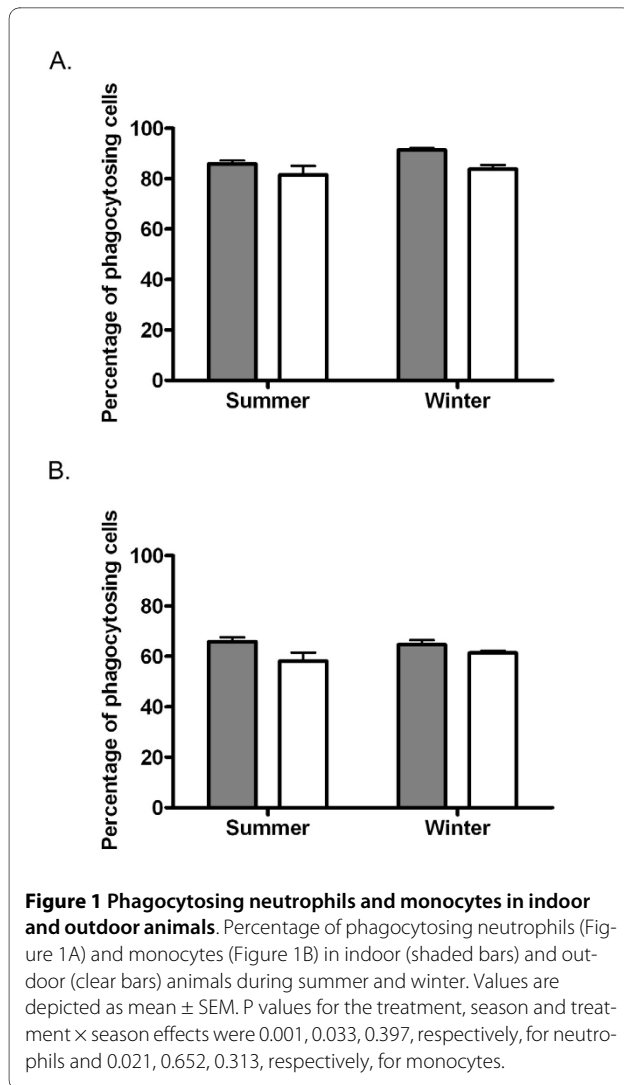 A.
Percentage of phagocytosing cells
100
80
60
40
20
0
Summer Winter
B.
Percentage of phagocytosing cells
100
80
60
40
20
0
Summer Winter
Figure 1 Phagocytosing neutrophils and monocytes in indoor
and outdoor animals. Percentage of phagocytosing neutrophils (Fig-
ure 1A) and monocytes (Figure 1B) in indoor (shaded bars) and out-
door (clear bars) animals during summer and winter. Values are
depicted as mean ± SEM. P values for the treatment, season and treat-
ment × season effects were 0.001, 0.033, 0.397, respectively, for neutro-
phils and 0.021, 0.652, 0.313, respectively, for monocytes.